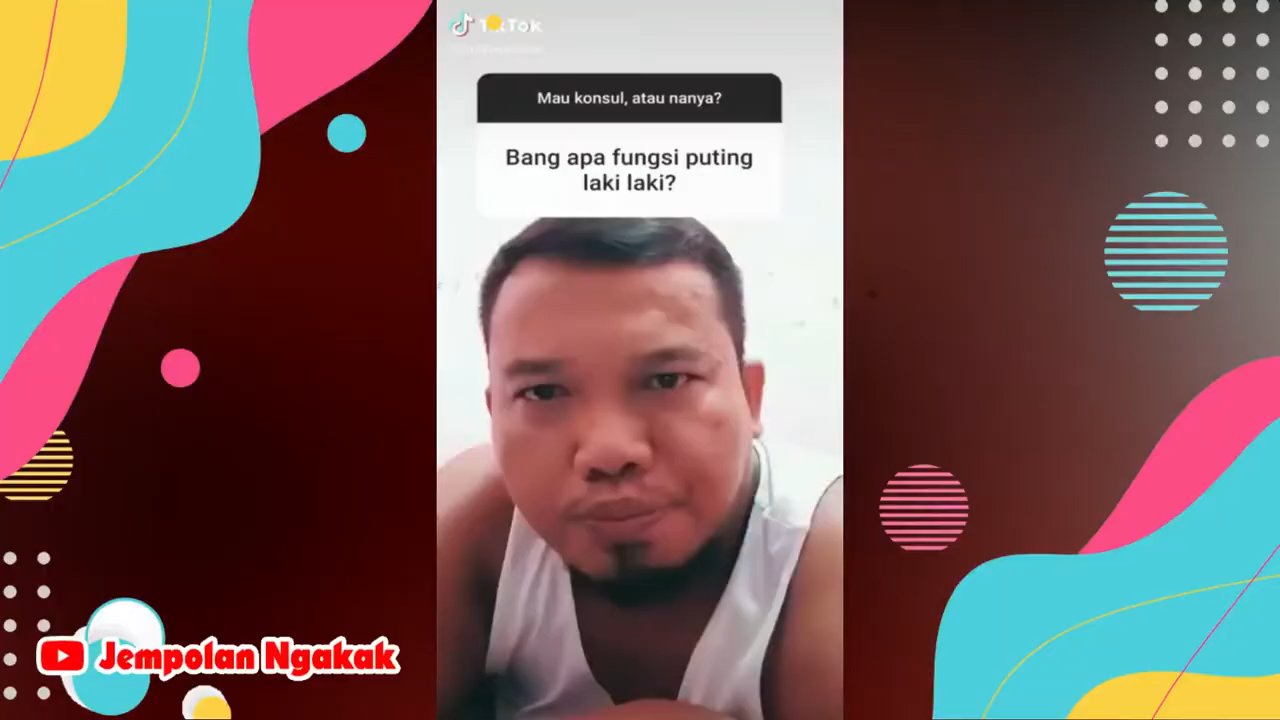 TikTok
Mau konsul, atau nanya?
Bang apa fungsi puting
laki laki?
Jempolan Ngakak